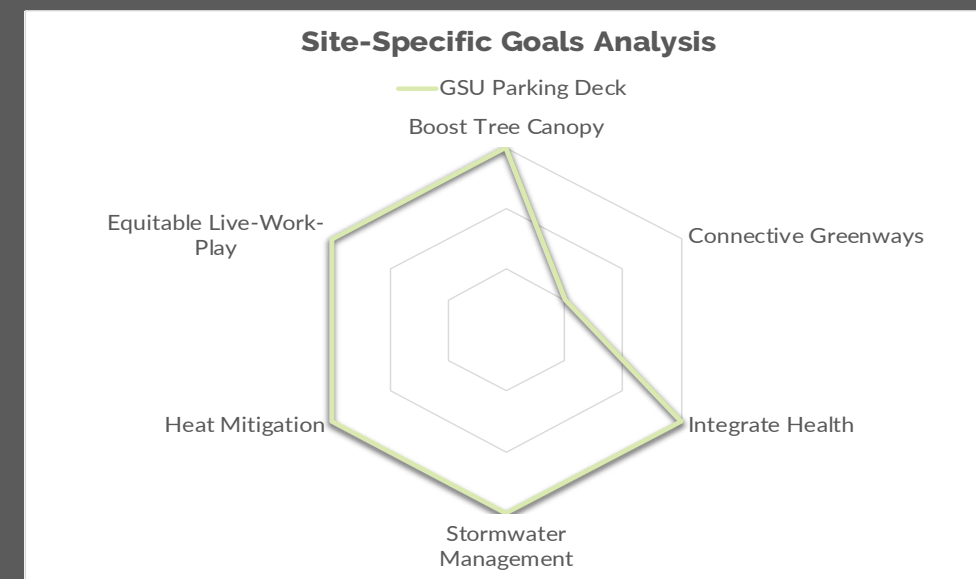 Site-Specific Goals Analysis
GSU Parking Deck
Boost Tree Canopy
Equitable Live-Work-
Play
Connective Greenways
Heat Mitigation
Integrate Health
Stormwater
Management